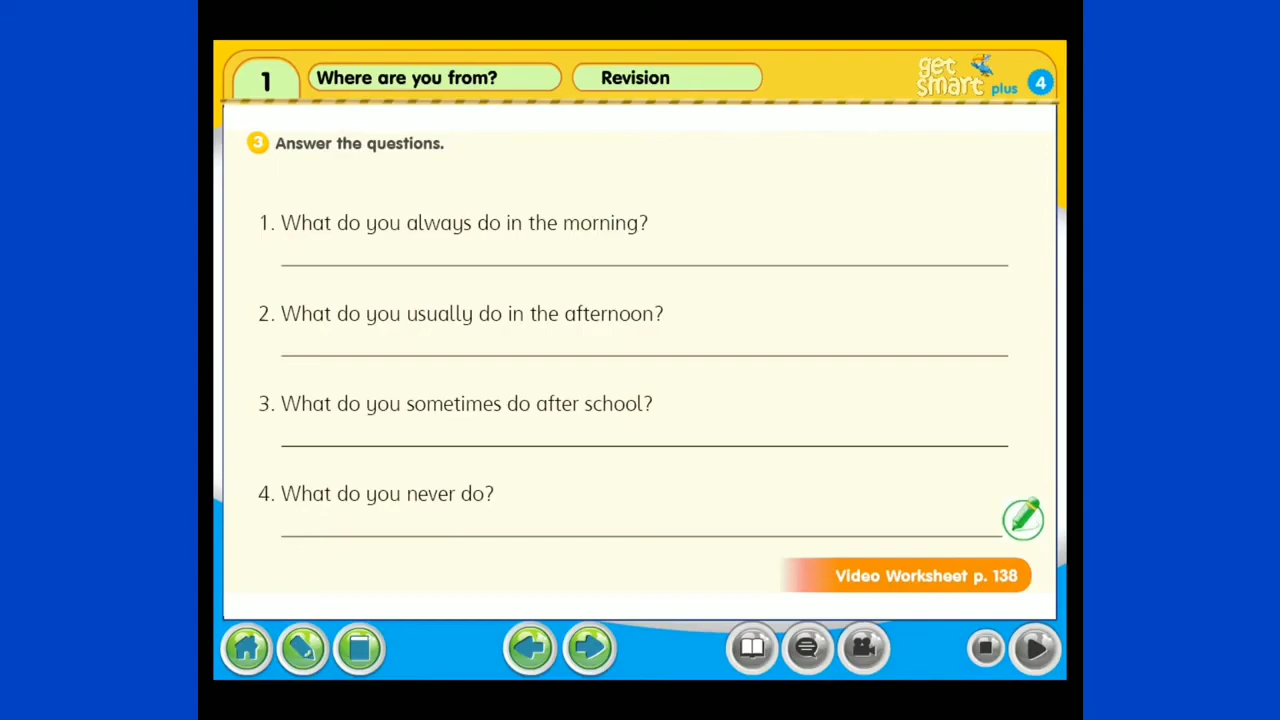 1
Where are you from?
Revision
get
smart plus 4
3 Answer the questions.
1. What do you always do in the morning?
2. What do you usually do in the afternoon?
3. What do you sometimes do after school?
4. What do you never do?
Video Worksheet p. 138